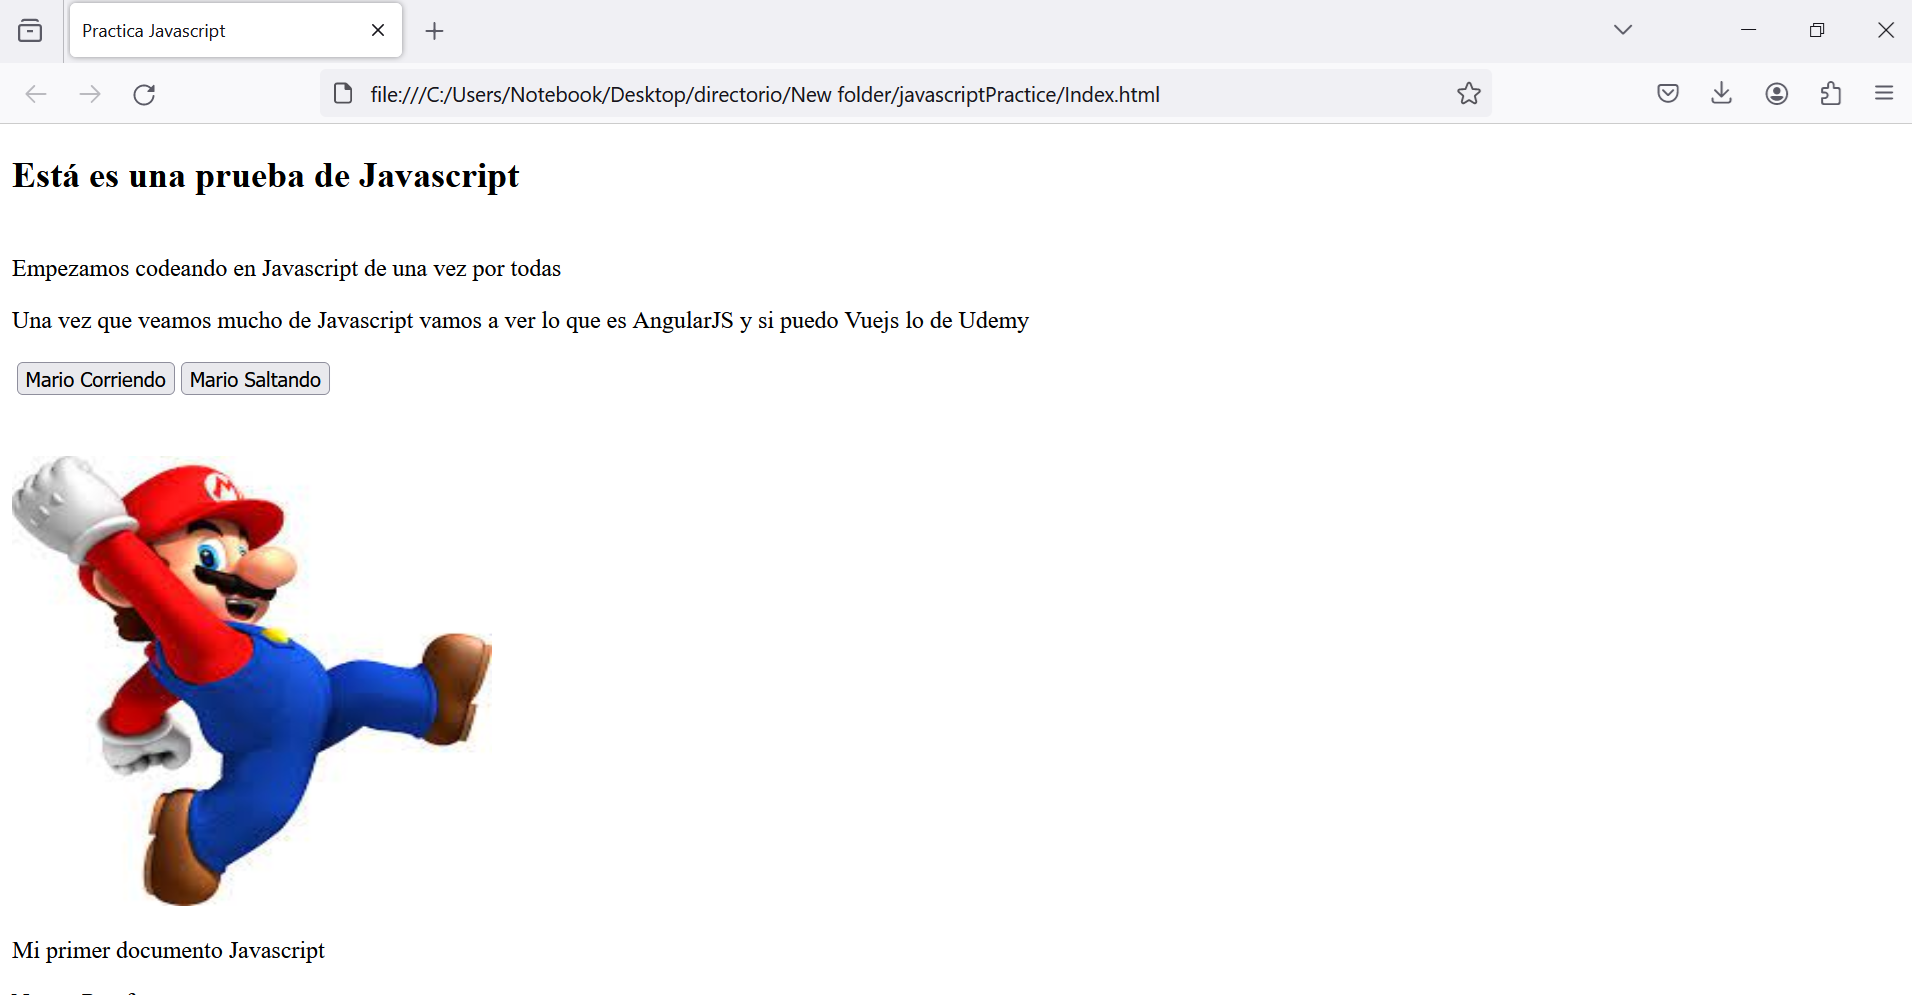 Practica Javascript
file:///C:/Users/Notebook/Desktop/directorio/New folder/javascriptPractice/Index.html
Está es una prueba de Javascript
Empezamos codeando en Javascript de una vez por todas
Una vez que veamos mucho de Javascript vamos a ver lo que es AngularJS y si puedo Vuejs lo de Udemy
Mario Corriendo Mario Saltando
M
Mi primer documento Javascript